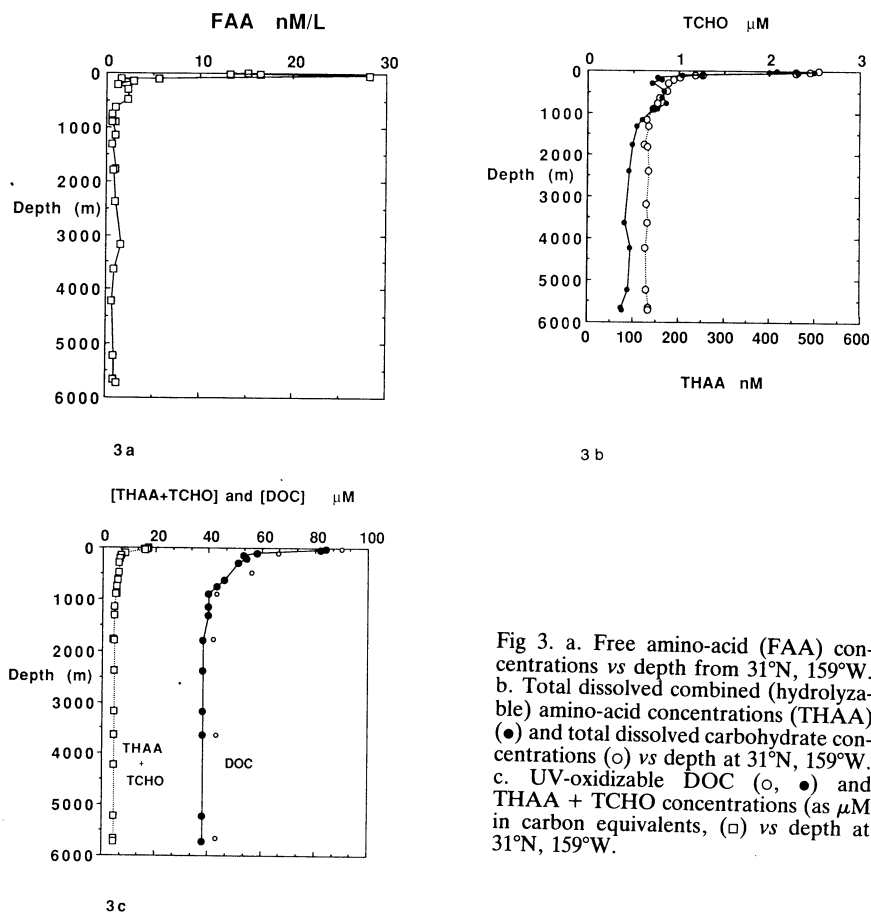 FAA nM/L
0 10 20 30
0
1000
2000
Depth (m)
3000
4000
5000
6000
3a
TCHO μM
0 1 2 3
0
1000
2000
Depth (m)
3000
4000
5000
6000
0 100 200 300 400 500 600
THAA nM
3b
[THAA+TCHO] and [DOC] μM
0 20 40 60 80 100
0
1000
2000
Depth (m)
3000
4000
5000
6000
THAA
+
TCHO
DOC
3c
Fig 3. a. Free amino-acid (FAA) con-
centrations vs depth from 31°N, 159°W.
b. Total dissolved combined (hydrolyza-
ble) amino-acid concentrations (THAA)
(●) and total dissolved carbohydrate con-
centrations (○) vs depth at 31°N, 159°W.
c. UV-oxidizable DOC (○, ●) and
THAA + TCHO concentrations (as μM
in carbon equivalents, (□) vs depth at
31°N, 159°W.